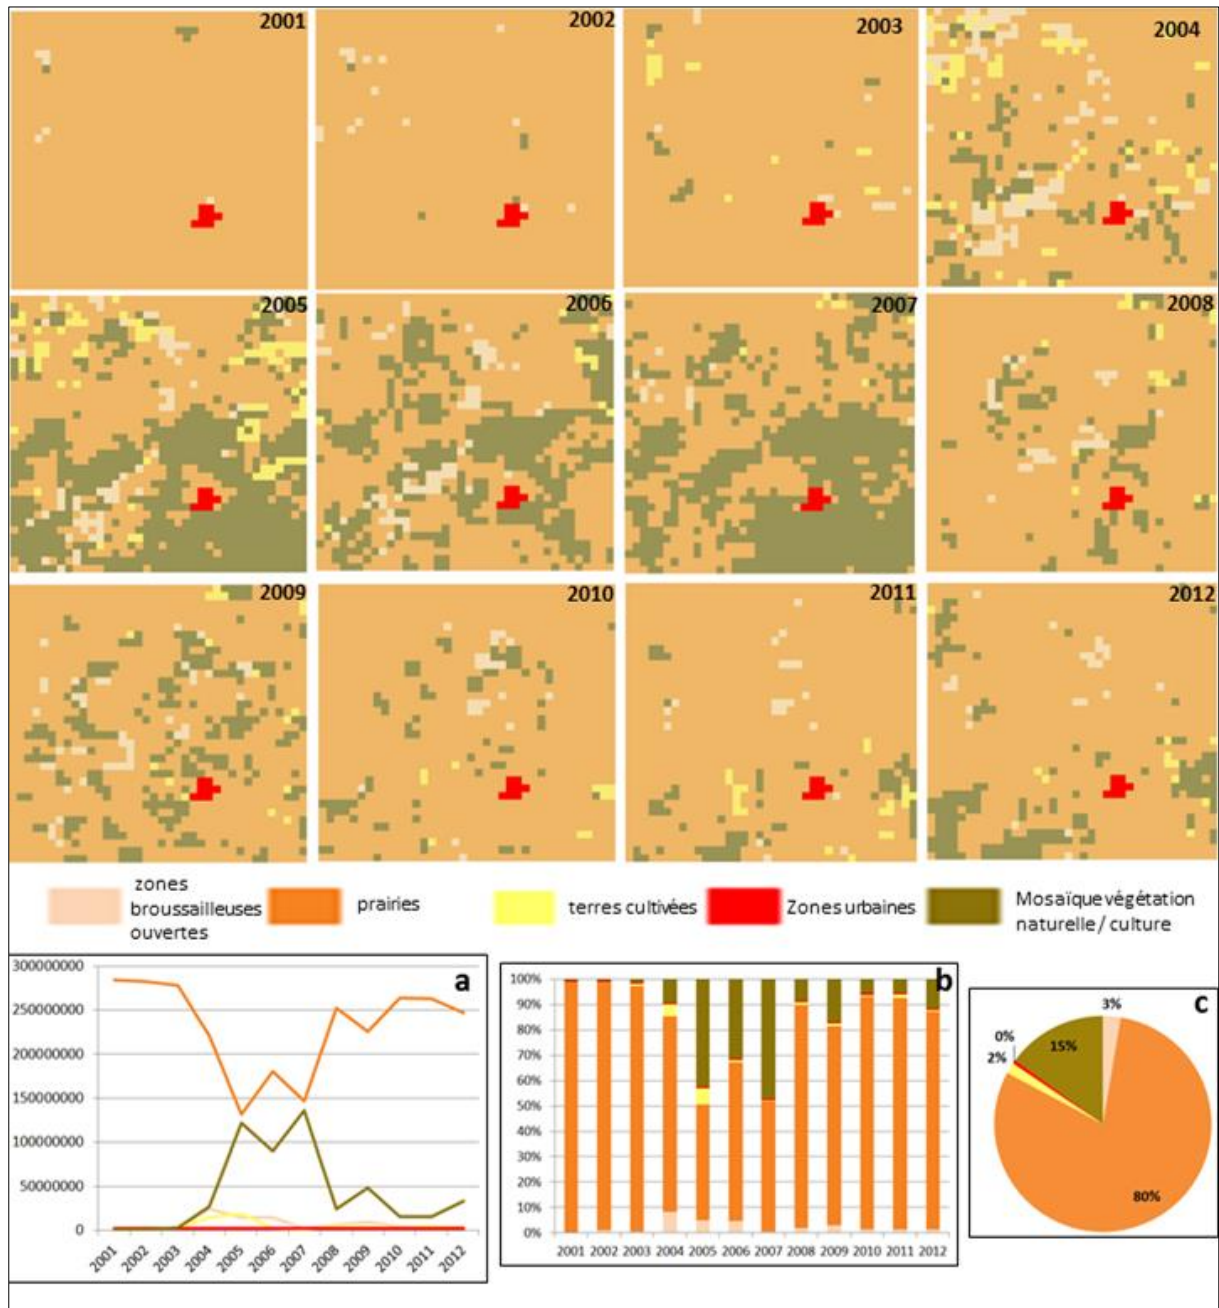 2001
2002
2003
2004
2005
2006
2007
2008
2009
2010
2011
2012
zones
broussailleuses
ouvertes
prairies
terres cultivées
Zones urbaines
Mosaïque végétation
naturelle / culture
a
300000000
250000000
200000000
150000000
100000000
50000000
0
2001 2002 2003 2004 2005 2006 2007 2008 2009 2010 2011 2012
b
100%
90%
80%
70%
60%
50%
40%
30%
20%
10%
0%
2001 2002 2003 2004 2005 2006 2007 2008 2009 2010 2011 2012
c
3%
0%
15%
2%
80%